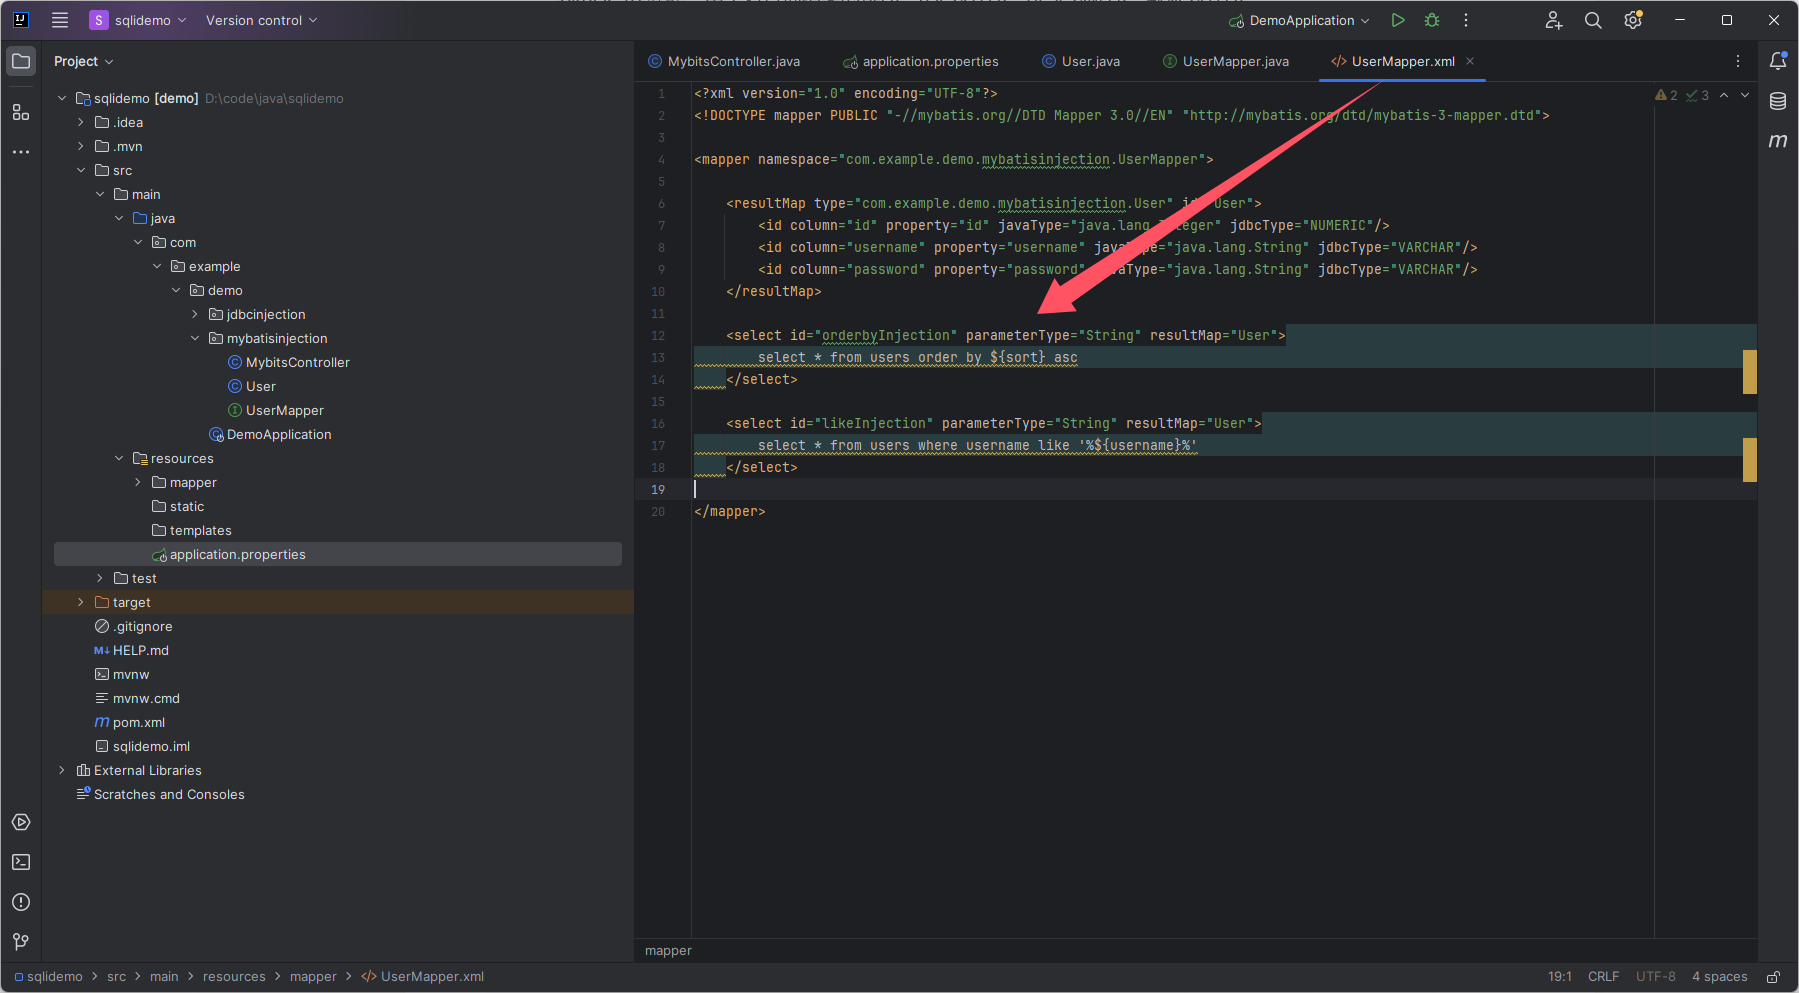 S sqlidemo Version control DemoApplication
Project
sqlidemo [demo] D:\code\java\sqlidemo
.idea
.mvn
src
main
java
com
example
demo
jdbcinjection
mybatisinjection
MybitsController
User
UserMapper
DemoApplication
resources
mapper
static
templates
application.properties
test
target
.gitignore
HELP.md
mvnw
mvnw.cmd
pom.xml
sqlidemo.iml
External Libraries
Scratches and Consoles
MybitsController.java application.properties User.java UserMapper.java UserMapper.xml
2 3
1 <?xml version="1.0" encoding="UTF-8"?>
2 <!DOCTYPE mapper PUBLIC "-//mybatis.org//DTD Mapper 3.0//EN" "http://mybatis.org/dtd/mybatis-3-mapper.dtd">
3
4 <mapper namespace="com.example.demo.mybatisinjection.UserMapper">
5
6 <resultMap type="com.example.demo.mybatisinjection.User" id="User">
7 <id column="id" property="id" javaType="java.lang.Integer" jdbcType="NUMERIC"/>
8 <id column="username" property="username" javaType="java.lang.String" jdbcType="VARCHAR"/>
9 <id column="password" property="password" javaType="java.lang.String" jdbcType="VARCHAR"/>
10 </resultMap>
11
12 <select id="orderbyInjection" parameterType="String" resultMap="User">
13 select * from users order by ${sort} asc
14 </select>
15
16 <select id="likeInjection" parameterType="String" resultMap="User">
17 select * from users where username like '%${username}%'
18 </select>
19
20 </mapper>
mapper
sqlidemo > src > main > resources > mapper > UserMapper.xml
19:1 CRLF UTF-8 4 spaces